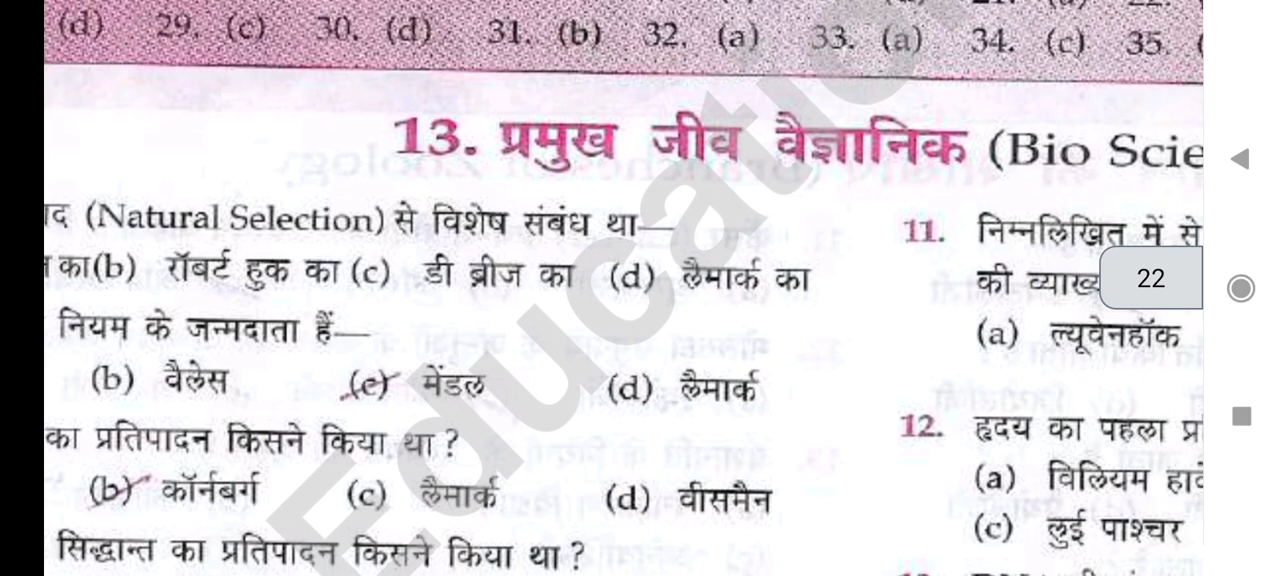 (d) 29. (c) 30. (d) 31. (b) 32. (a) 33. (a) 34. (c) 35. (
13. प्रमुख जीव वैज्ञानिक (Bio Scie
द (Natural Selection) से विशेष संबंध था—
का (b) रॉबर्ट हुक का (c) डी ब्रीज का (d) लैमार्क का
नियम के जन्मदाता हैं—
(b) वैलेस (c) मेंडल (d) लैमार्क
का प्रतिपादन किसने किया था ?
(b) कॉर्नबर्ग (c) लैमार्क (d) वीसमैन
सिद्धान्त का प्रतिपादन किसने किया था ?
11. निम्नलिखित में से
की व्याख्य
22
(a) ल्यूवेनहॉक
12. हृदय का पहला प्र
(a) विलियम हार्व
(c) लुई पाश्चर
Educatio